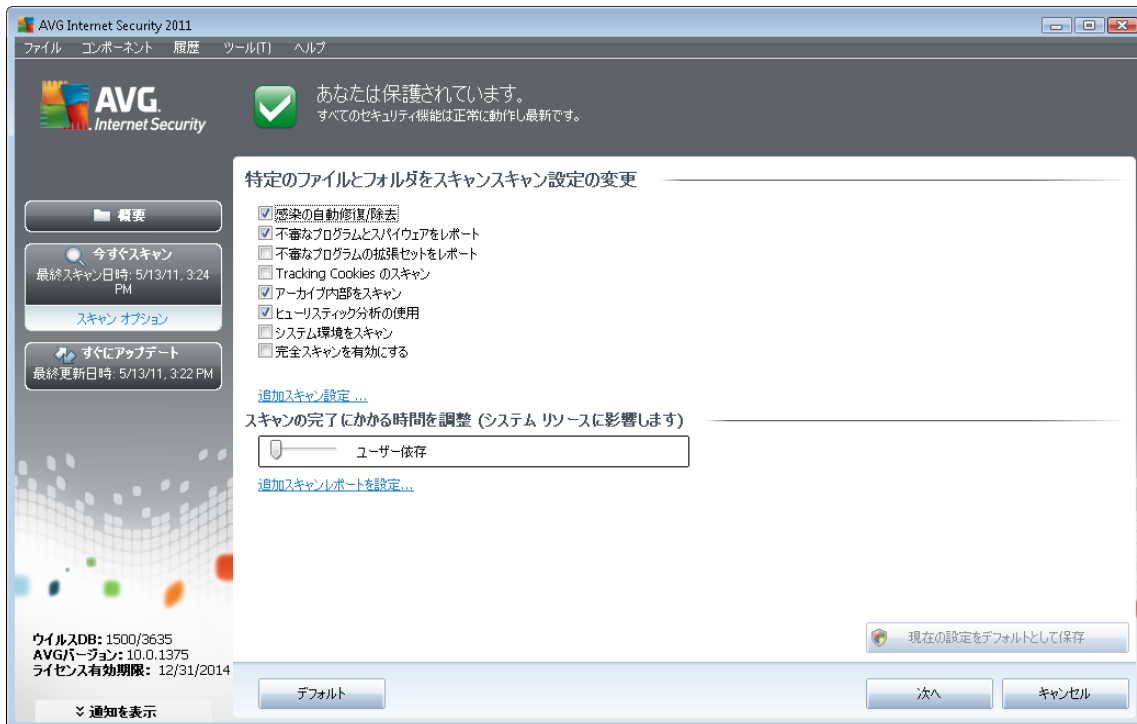 AVG Internet Security 2011
ファイル コンポーネント 履歴 ツール(T) ヘルプ
AVG.
Internet Security
あなたは保護されています。
すべてのセキュリティ機能は正常に動作し最新です。
概要
今すぐスキャン
最終スキャン日時: 5/13/11, 3:24
PM
スキャン オプション
すぐにアップデート
最終更新日時: 5/13/11, 3:22 PM
ウイルスDB: 1500/3635
AVGバージョン: 10.0.1375
ライセンス有効期限: 12/31/2014
通知を表示
特定のファイルとフォルダをスキャンスキャン設定の変更
感染の自動修復/除去
不審なプログラムとスパイウェアをレポート
不審なプログラムの拡張セットをレポート
Tracking Cookies のスキャン
アーカイブ内部をスキャン
ヒューリスティック分析の使用
システム環境をスキャン
完全スキャンを有効にする
追加スキャン設定 ...
スキャンの完了にかかる時間を調整 (システム リソースに影響します)
ユーザー依存
追加スキャンレポートを設定...
現在の設定をデフォルトとして保存
デフォルト
次へ
キャンセル